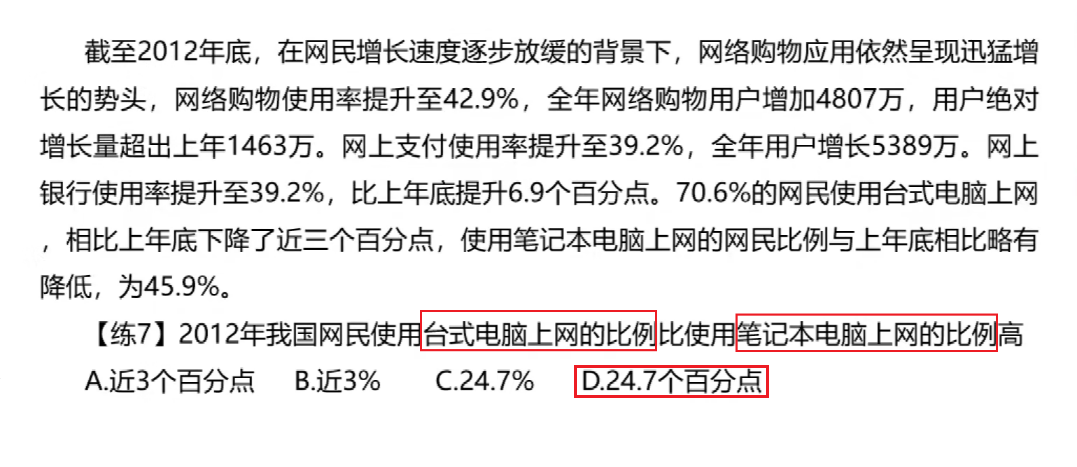 截至2012年底，在网民增长速度逐步放缓的背景下，网络购物应用依然呈现迅猛增
长的势头，网络购物使用率提升至42.9%，全年网络购物用户增加4807万，用户绝对
增长量超出上年1463万。网上支付使用率提升至39.2%，全年用户增长5389万。网上
银行使用率提升至39.2%，比上年底提升6.9个百分点。70.6%的网民使用台式电脑上网
，相比上年底下降了近三个百分点，使用笔记本电脑上网的网民比例与上年底相比略有
降低，为45.9%。
【练7】2012年我国网民使用台式电脑上网的比例比使用笔记本电脑上网的比例高
A.近3个百分点 B.近3% C.24.7% D.24.7个百分点